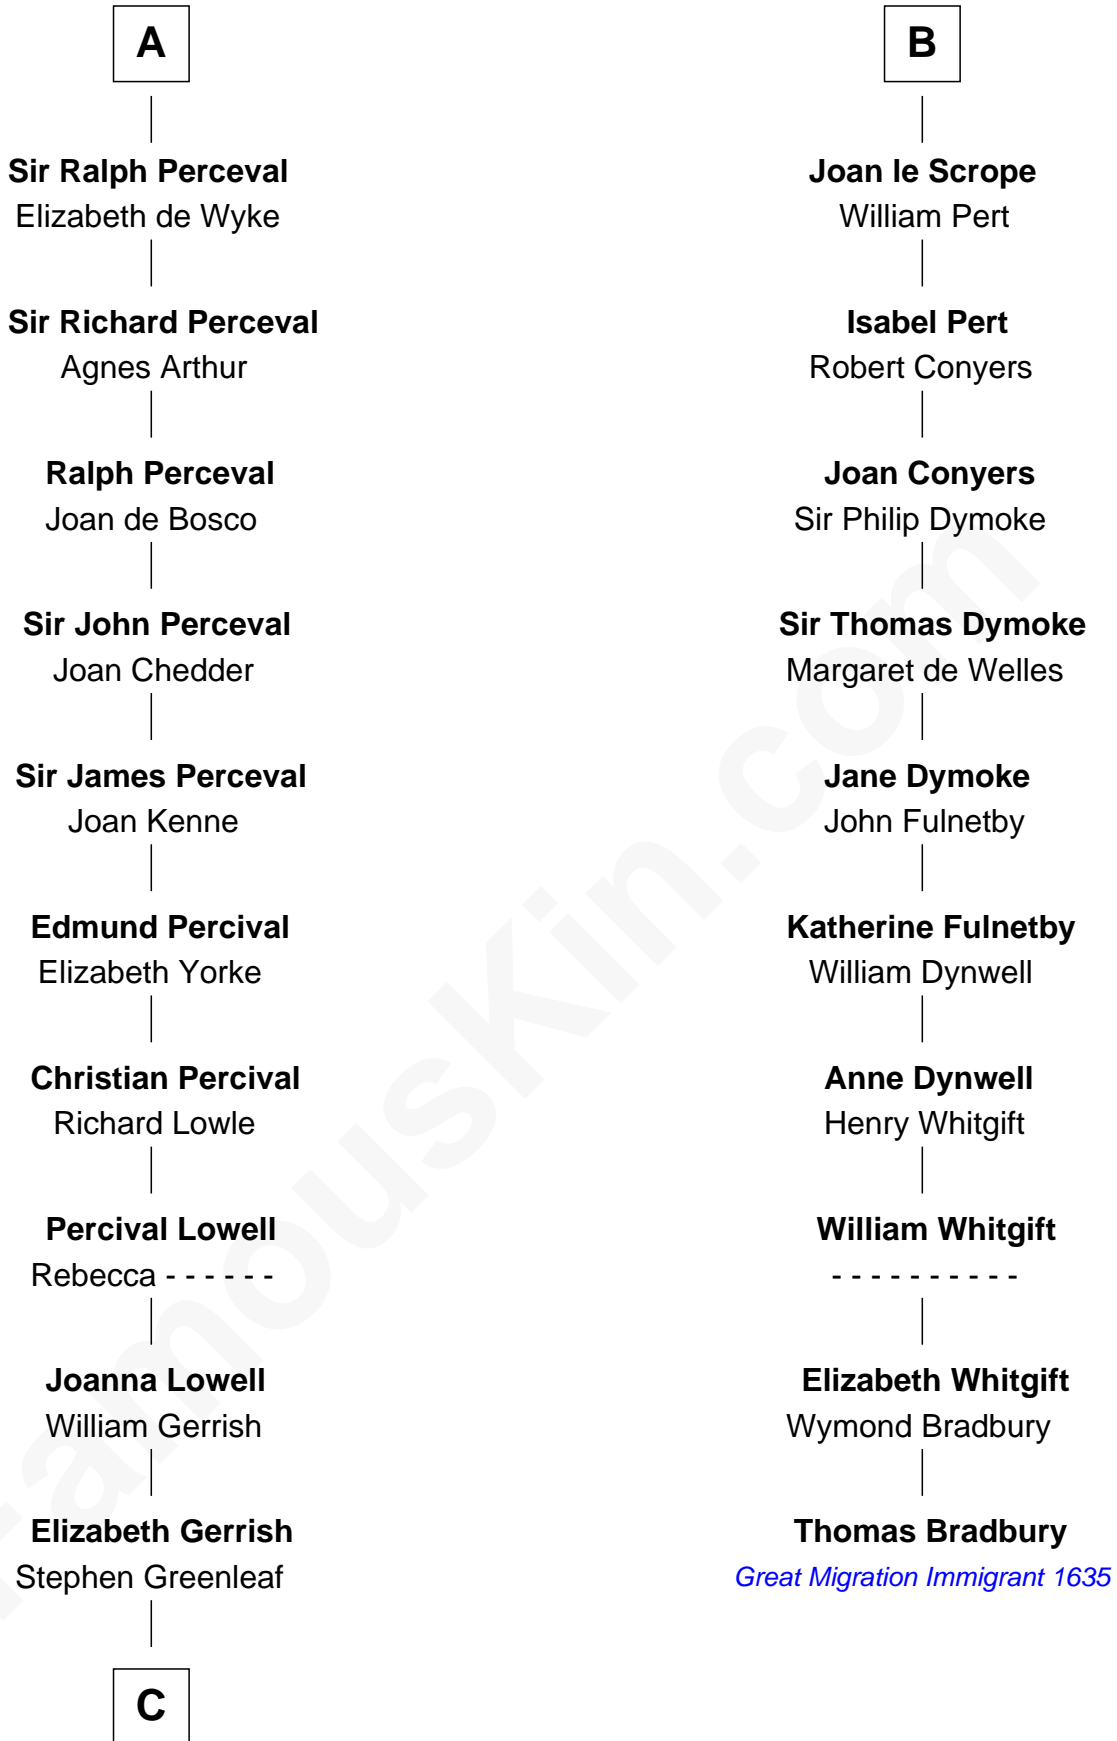 A
Sir Ralph Perceval
Elizabeth de Wyke
Sir Richard Perceval
Agnes Arthur
Ralph Perceval
Joan de Bosco
Sir John Perceval
Joan Chedder
Sir James Perceval
Joan Kenne
Edmund Percival
Elizabeth Yorke
Christian Percival
Richard Lowle
Percival Lowell
Rebecca - - - - - -
Joanna Lowell
William Gerrish
Elizabeth Gerrish
Stephen Greenleaf
C
B
Joan le Scrope
William Pert
Isabel Pert
Robert Conyers
Joan Conyers
Sir Philip Dymoke
Sir Thomas Dymoke
Margaret de Welles
Jane Dymoke
John Fulnetby
Katherine Fulnetby
William Dynwell
Anne Dynwell
Henry Whitgift
William Whitgift
- - - - - - - - - -
Elizabeth Whitgift
Wymond Bradbury
Thomas Bradbury
Great Migration Immigrant 1635
FamousKin.com